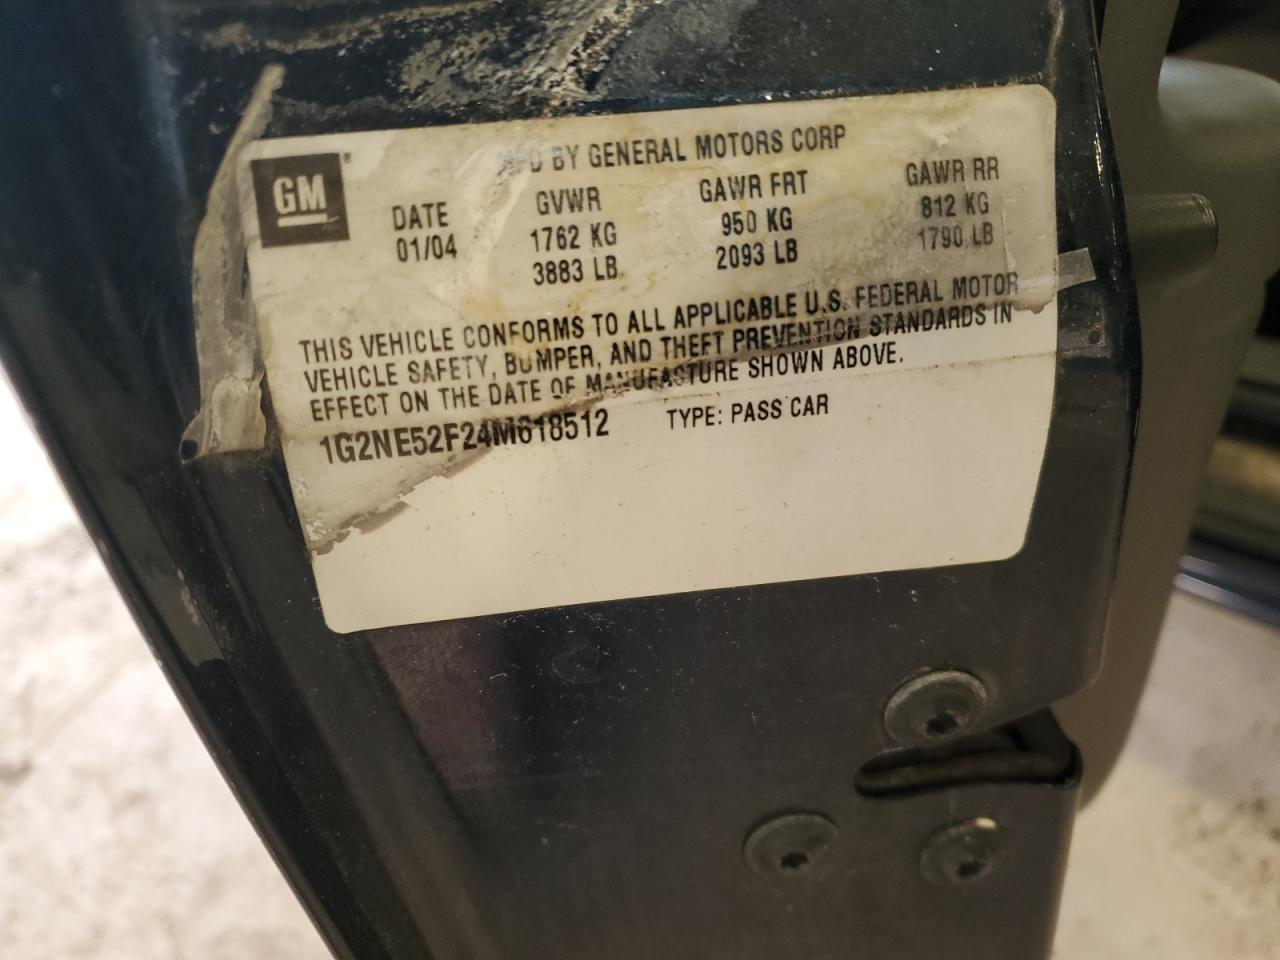 GM
MFD BY GENERAL MOTORS CORP
DATE GVWR GAWR FRT GAWR RR
01/04 1762 KG 950 KG 812 KG
3883 LB 2093 LB 1790 LB
THIS VEHICLE CONFORMS TO ALL APPLICABLE U.S. FEDERAL MOTOR
VEHICLE SAFETY, BUMPER, AND THEFT PREVENTION STANDARDS IN
EFFECT ON THE DATE OF MANUFACTURE SHOWN ABOVE.
1G2NE52F24M618512 TYPE: PASS CAR